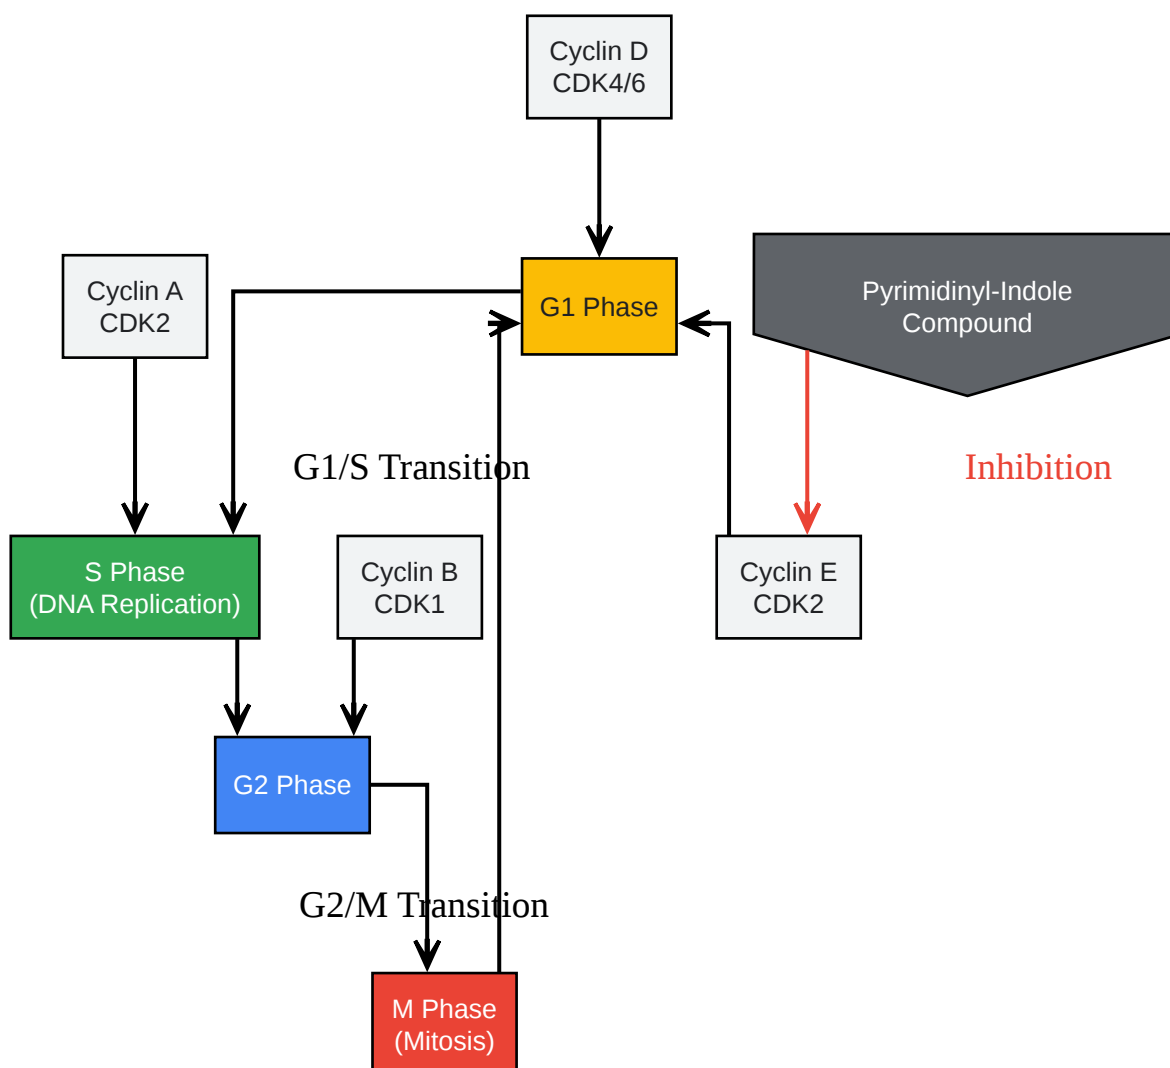 Cyclin D
CDK4/6
Cyclin A
CDK2
G1 Phase
Pyrimidinyl-Indole
Compound
G1/S Transition
Inhibition
S Phase
(DNA Replication)
Cyclin B
CDK1
Cyclin E
CDK2
G2 Phase
G2/M Transition
M Phase
(Mitosis)